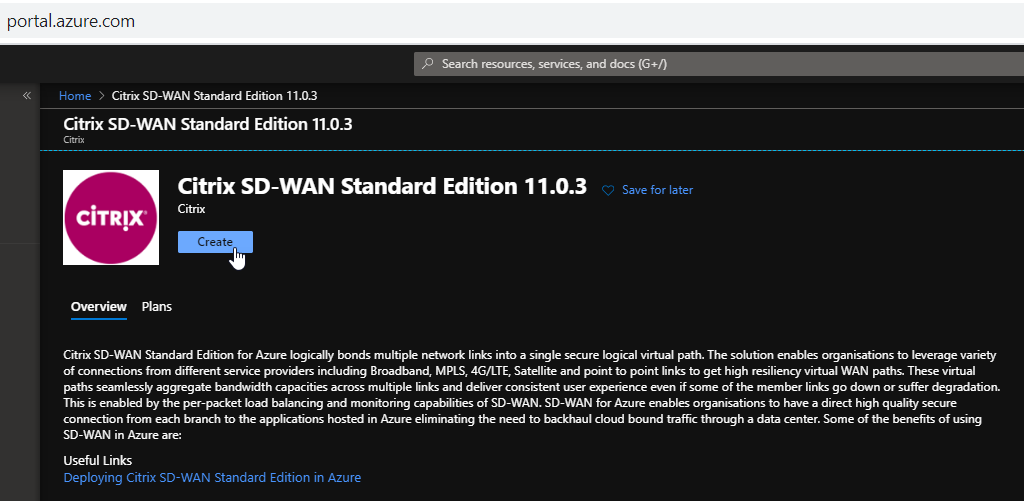 portal.azure.com
Search resources, services, and docs (G+/)
Home > Citrix SD-WAN Standard Edition 11.0.3
Citrix SD-WAN Standard Edition 11.0.3
Citrix
CITRIX
Citrix SD-WAN Standard Edition 11.0.3
Save for later
Citrix
Create
Overview Plans
Citrix SD-WAN Standard Edition for Azure logically bonds multiple network links into a single secure logical virtual path. The solution enables organisations to leverage variety
of connections from different service providers including Broadband, MPLS, 4G/LTE, Satellite and point to point links to get high resiliency virtual WAN paths. These virtual
paths seamlessly aggregate bandwidth capacities across multiple links and deliver consistent user experience even if some of the member links go down or suffer degradation.
This is enabled by the per-packet load balancing and monitoring capabilities of SD-WAN. SD-WAN for Azure enables organisations to have a direct high quality secure
connection from each branch to the applications hosted in Azure eliminating the need to backhaul cloud bound traffic through a data center. Some of the benefits of using
SD-WAN in Azure are:
Useful Links
Deploying Citrix SD-WAN Standard Edition in Azure